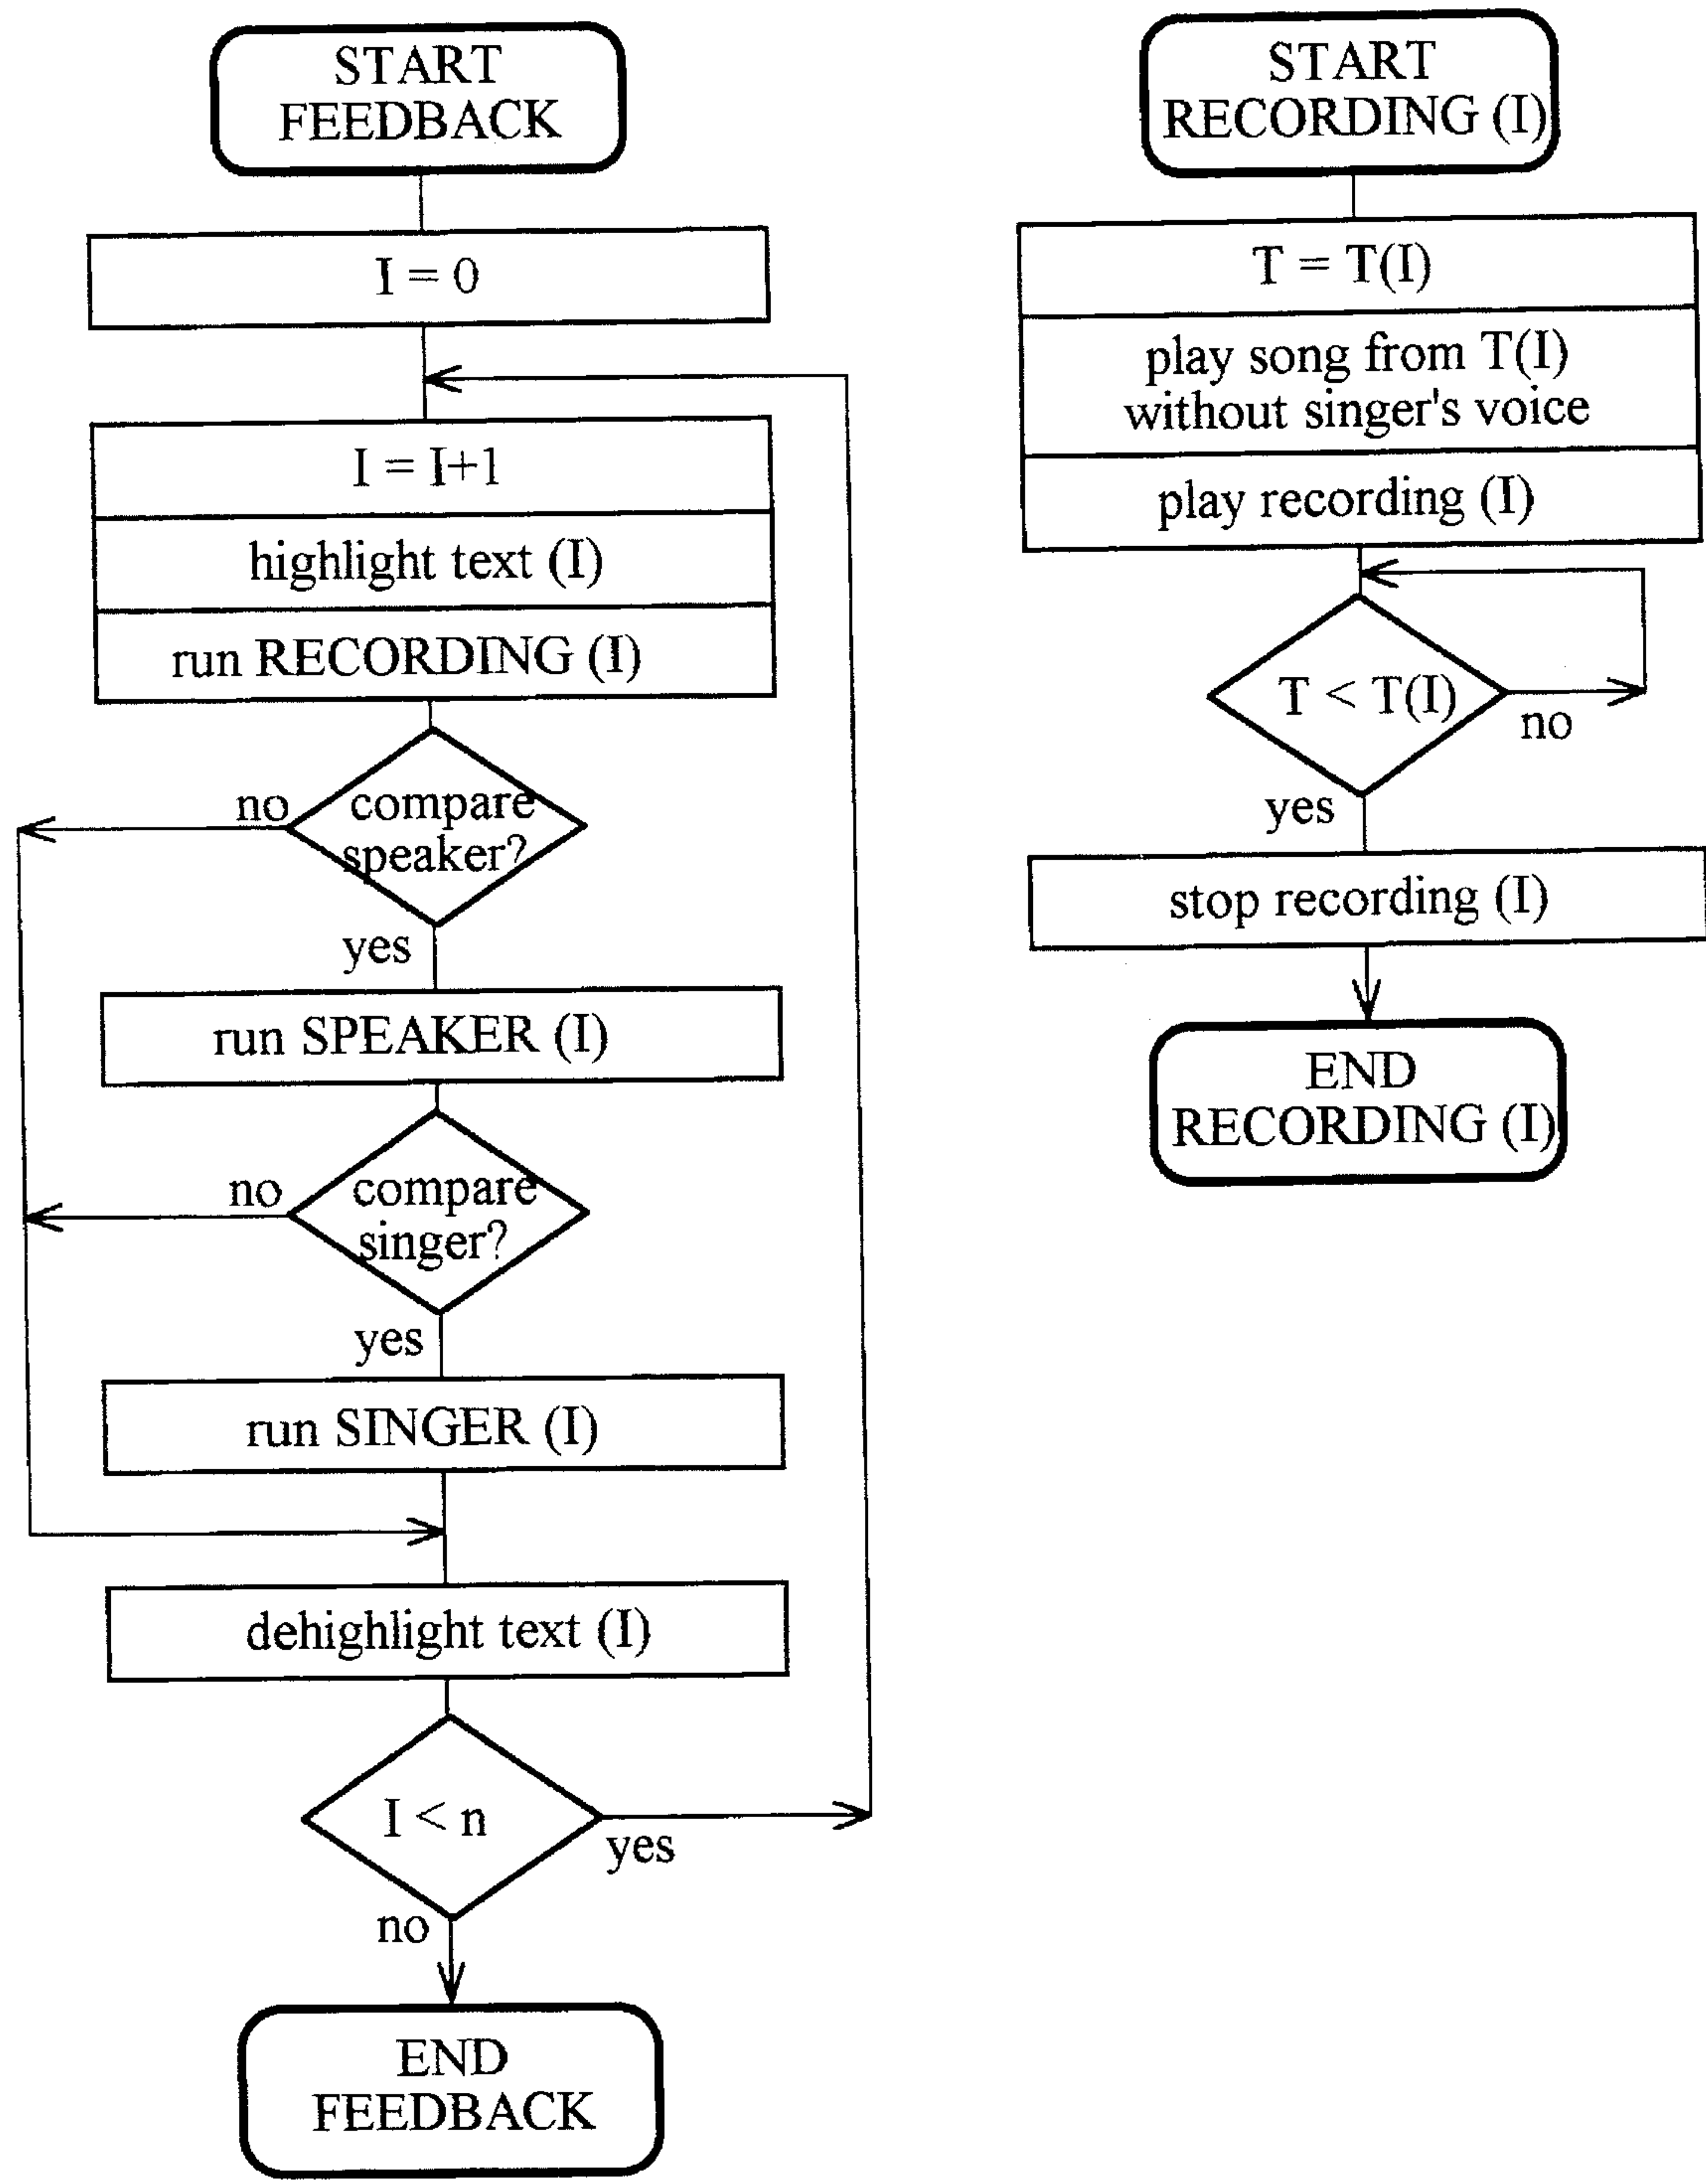 START
FEEDBACK
I = 0
I = I+1
highlight text (I)
run RECORDING (I)
no
compare
speaker?
yes
run SPEAKER (I)
no
compare
singer?
yes
run SINGER (I)
dehighlight text (I)
I < n
yes
no
END
FEEDBACK
START
RECORDING (I)
T = T(I)
play song from T(I)
without singer's voice
play recording (I)
T < T(I)
no
yes
stop recording (I)
END
RECORDING (I)